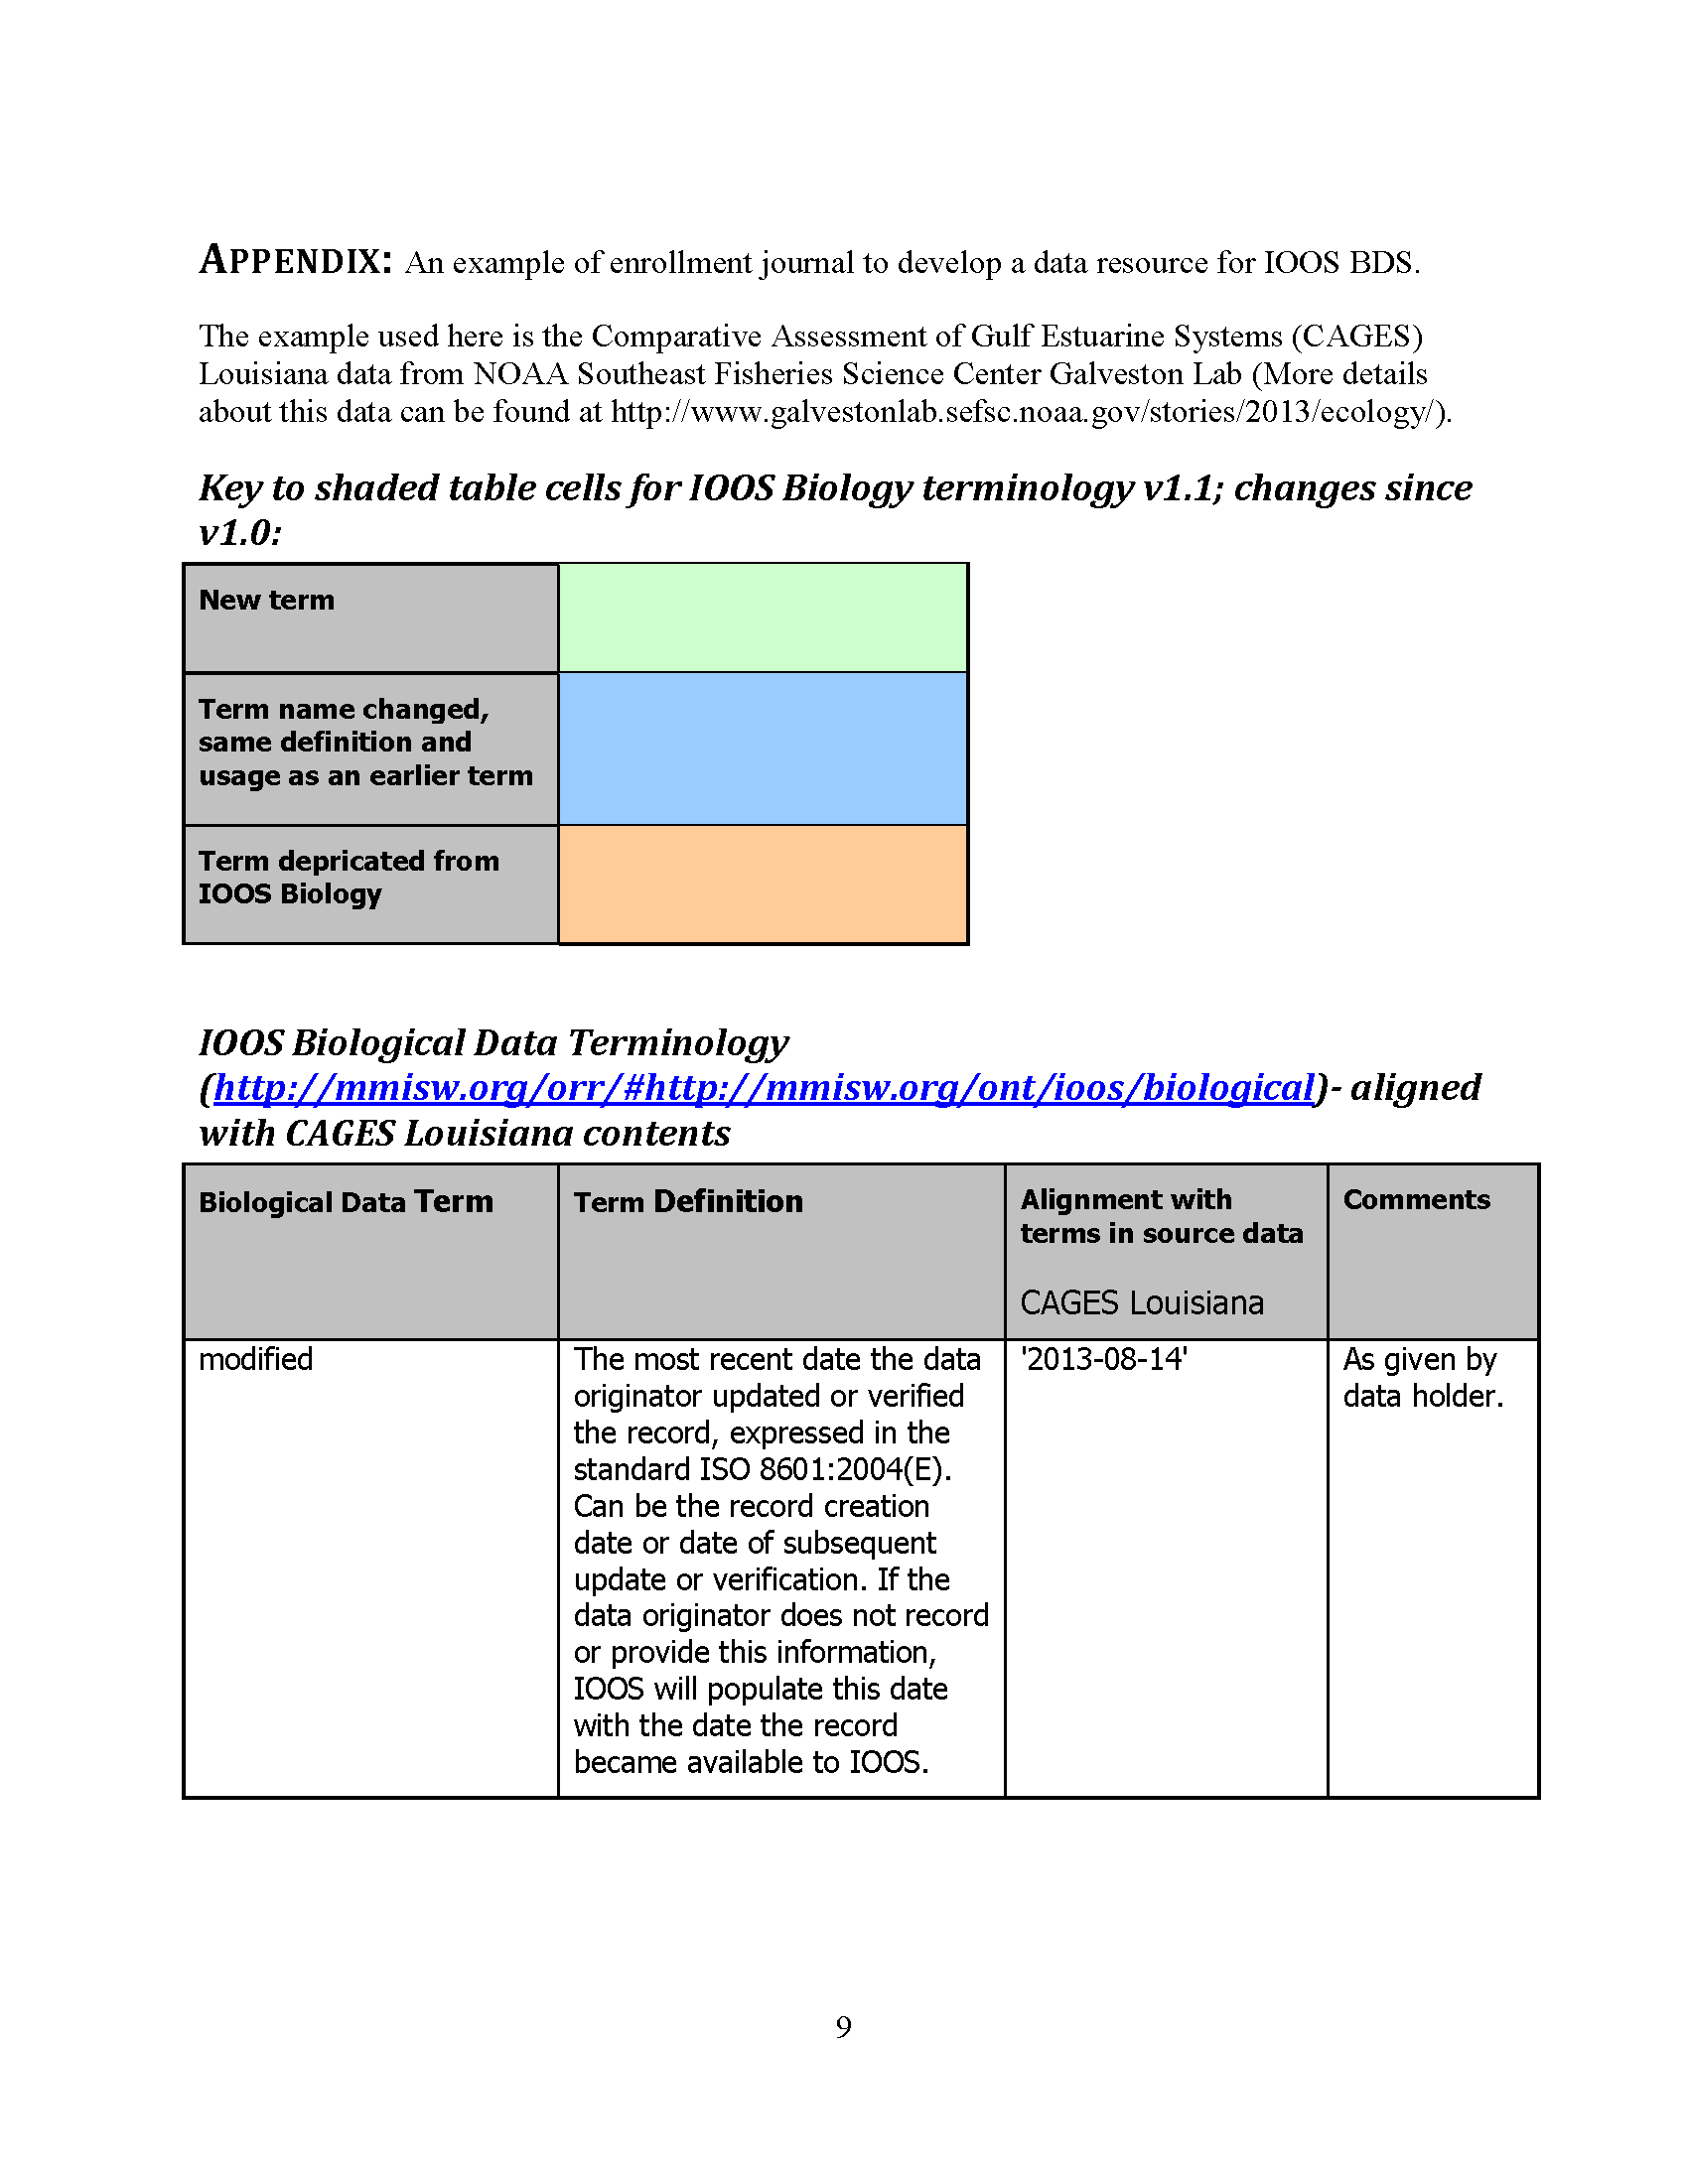 APPENDIX: An example of enrollment journal to develop a data resource for IOOS BDS.
The example used here is the Comparative Assessment of Gulf Estuarine Systems (CAGES)
Louisiana data from NOAA Southeast Fisheries Science Center Galveston Lab (More details
about this data can be found at http://www.galvestonlab.sefsc.noaa.gov/stories/2013/ecology/).
Key to shaded table cells for IOOS Biology terminology v1.1; changes since
v1.0:
New term
Term name changed,
same definition and
usage as an earlier term
Term depricated from
IOOS Biology
IOOS Biological Data Terminology
(http://mmisw.org/orr/#http://mmisw.org/ont/ioos/biological)- aligned
with CAGES Louisiana contents
Biological Data Term
Term Definition
Alignment with
terms in source data
CAGES Louisiana
Comments
modified
The most recent date the data
originator updated or verified
the record, expressed in the
standard ISO 8601:2004(E).
Can be the record creation
date or date of subsequent
update or verification. If the
data originator does not record
or provide this information,
IOOS will populate this date
with the date the record
became available to IOOS.
'2013-08-14'
As given by
data holder.
9